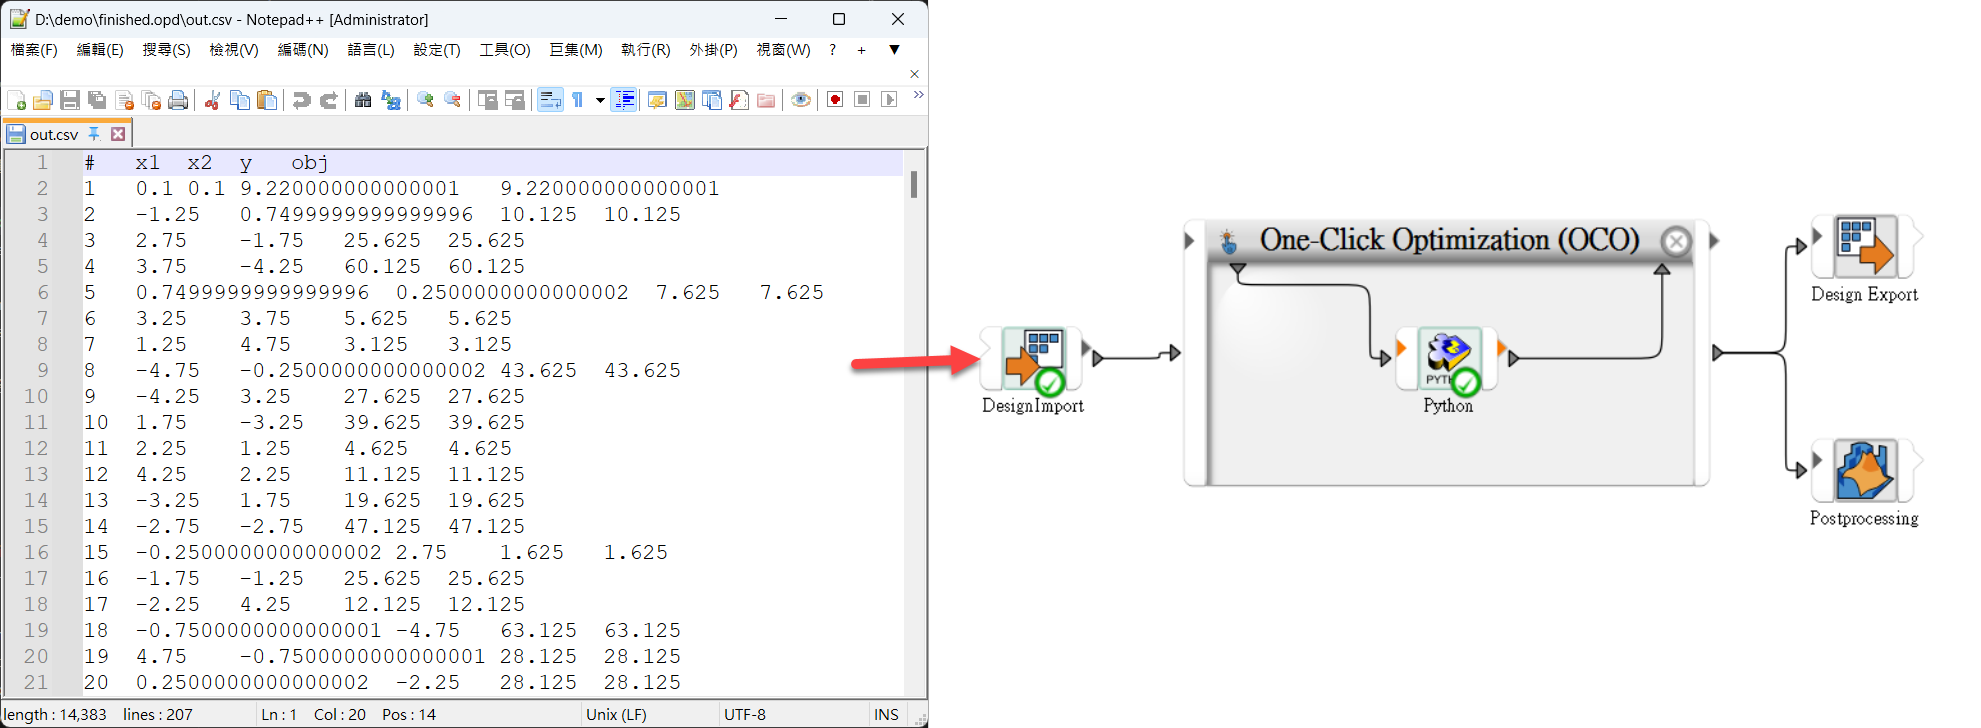 D:\demo\finished.opd\out.csv - Notepad++ [Administrator]
檔案(F) 編輯(E) 搜尋(S) 檢視(V) 編碼(N) 語言(L) 設定(T) 工具(O) 巨集(M) 執行(R) 外掛(P) 視窗(W) ? + ▼
out.csv
1 # x1 x2 y obj
2 1 0.1 0.1 9.220000000000001 9.220000000000001
3 2 -1.25 0.7499999999999996 10.125 10.125
4 3 2.75 -1.75 25.625 25.625
5 4 3.75 -4.25 60.125 60.125
6 5 0.7499999999999996 0.2500000000000002 7.625 7.625
7 6 3.25 3.75 5.625 5.625
8 7 1.25 4.75 3.125 3.125
9 8 -4.75 -0.2500000000000002 43.625 43.625
10 9 -4.25 3.25 27.625 27.625
11 10 1.75 -3.25 39.625 39.625
12 11 2.25 1.25 4.625 4.625
13 12 4.25 2.25 11.125 11.125
14 13 -3.25 1.75 19.625 19.625
15 14 -2.75 -2.75 47.125 47.125
16 15 -0.2500000000000002 2.75 1.625 1.625
17 16 -1.75 -1.25 25.625 25.625
18 17 -2.25 4.25 12.125 12.125
19 18 -0.7500000000000001 -4.75 63.125 63.125
20 19 4.75 -0.7500000000000001 28.125 28.125
21 20 0.2500000000000002 -2.25 28.125 28.125
length : 14,383 lines : 207 Ln : 1 Col : 20 Pos : 14 Unix (LF) UTF-8 INS
DesignImport
One-Click Optimization (OCO)
Python
Design Export
Postprocessing